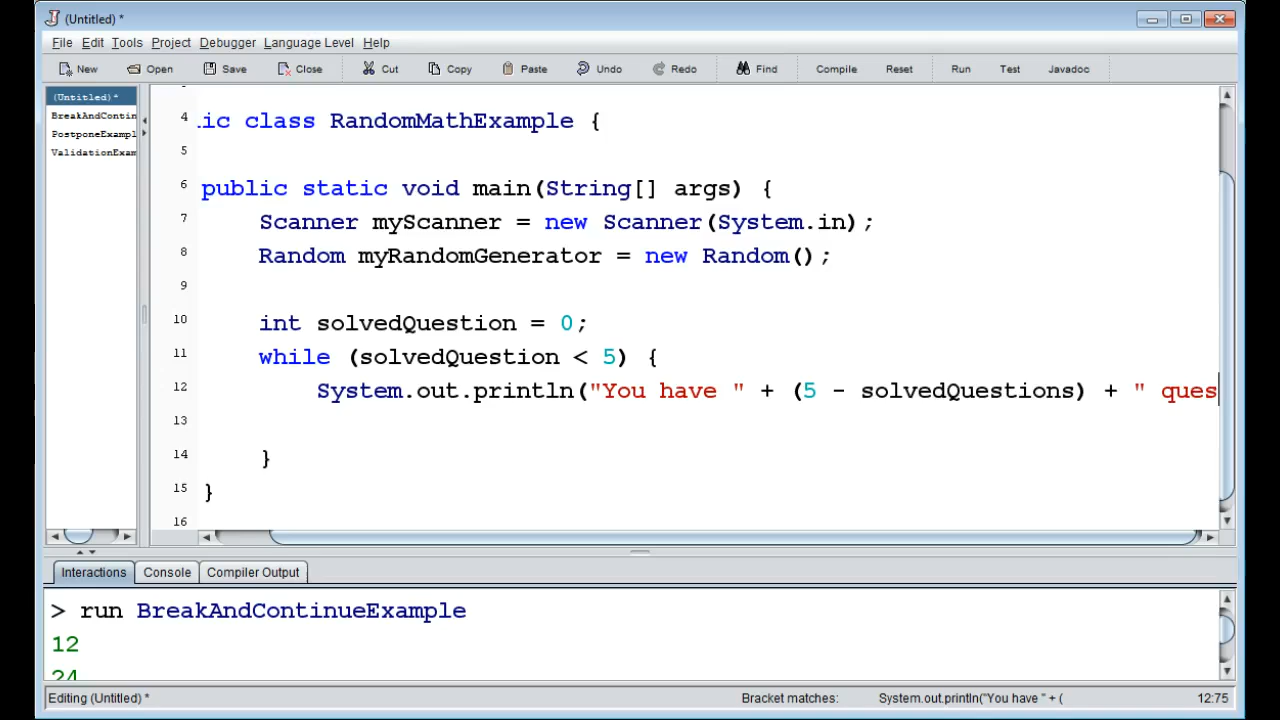 (Untitled) *
File Edit Tools Project Debugger Language Level Help
New Open Save Close Cut Copy Paste Undo Redo Find Compile Reset Run Test Javadoc
(Untitled) *
BreakAndContin
PostponeExampl
ValidationExam
4 ic class RandomMathExample {
5
6 public static void main(String[] args) {
7 Scanner myScanner = new Scanner(System.in);
8 Random myRandomGenerator = new Random();
9
10 int solvedQuestion = 0;
11 while (solvedQuestion < 5) {
12 System.out.println("You have " + (5 - solvedQuestions) + " ques
13
14 }
15 }
16
Interactions Console Compiler Output
> run BreakAndContinueExample
12
24
Editing (Untitled) * Bracket matches: System.out.println("You have " + ( 12:75